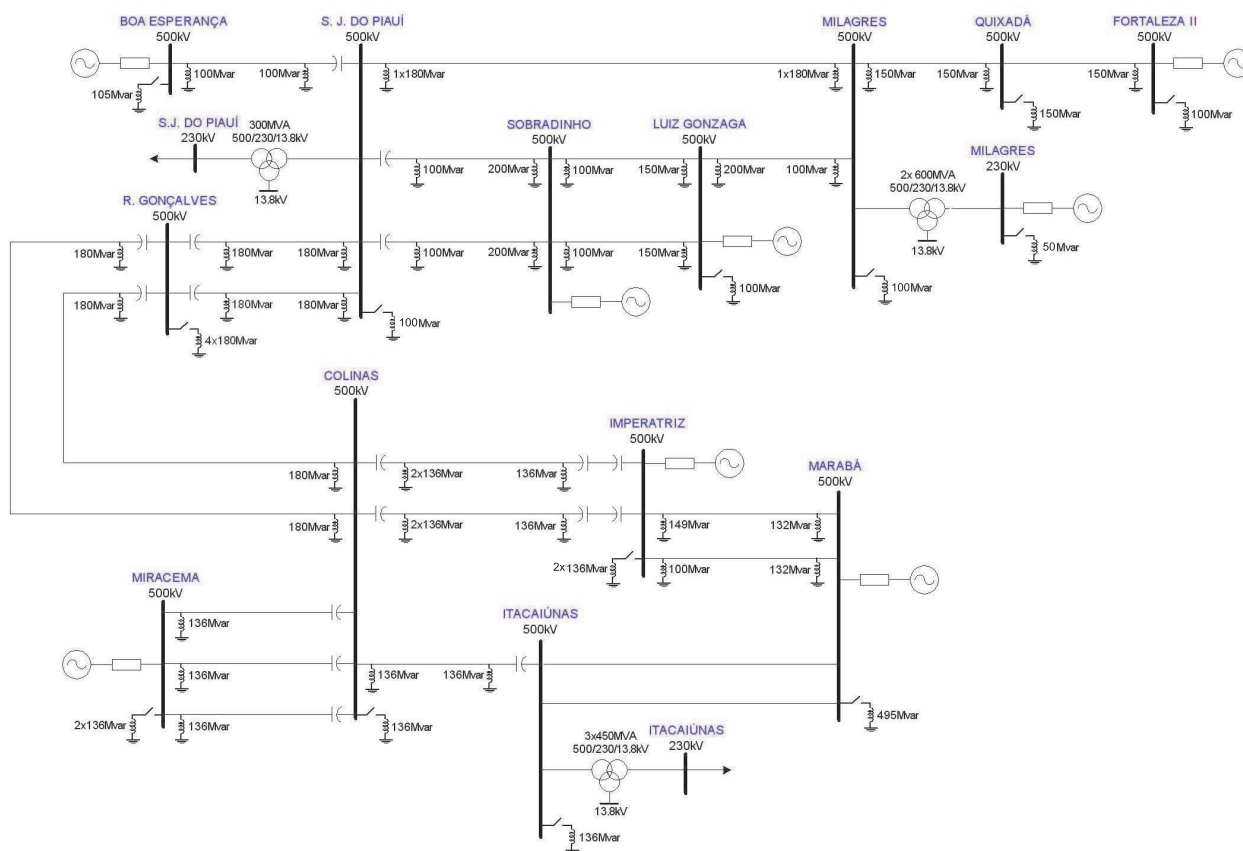 BOA ESPERANÇA
500kV
S. J. DO PIAUÍ
500kV
MILAGRES
500kV
QUIXADÁ
500kV
FORTALEZA II
500kV
100Mvar
100Mvar
1x180Mvar
1x180Mvar
150Mvar
150Mvar
150Mvar
105Mvar
150Mvar
100Mvar
S.J. DO PIAUÍ
230kV
300MVA
500/230/13.8kV
13.8kV
SOBRADINHO
500kV
LUIZ GONZAGA
500kV
100Mvar
200Mvar
100Mvar
150Mvar
200Mvar
100Mvar
MILAGRES
230kV
2x 600MVA
500/230/13.8kV
13.8kV
50Mvar
R. GONÇALVES
500kV
180Mvar
180Mvar
180Mvar
100Mvar
200Mvar
100Mvar
150Mvar
100Mvar
100Mvar
180Mvar
180Mvar
180Mvar
4x180Mvar
100Mvar
COLINAS
500kV
IMPERATRIZ
500kV
MARABÁ
500kV
180Mvar
2x136Mvar
136Mvar
180Mvar
2x136Mvar
136Mvar
149Mvar
132Mvar
2x136Mvar
100Mvar
132Mvar
MIRACEMA
500kV
136Mvar
136Mvar
2x136Mvar
136Mvar
136Mvar
136Mvar
136Mvar
ITACAIÚNAS
500kV
495Mvar
3x450MVA
500/230/13.8kV
13.8kV
ITACAIÚNAS
230kV
136Mvar